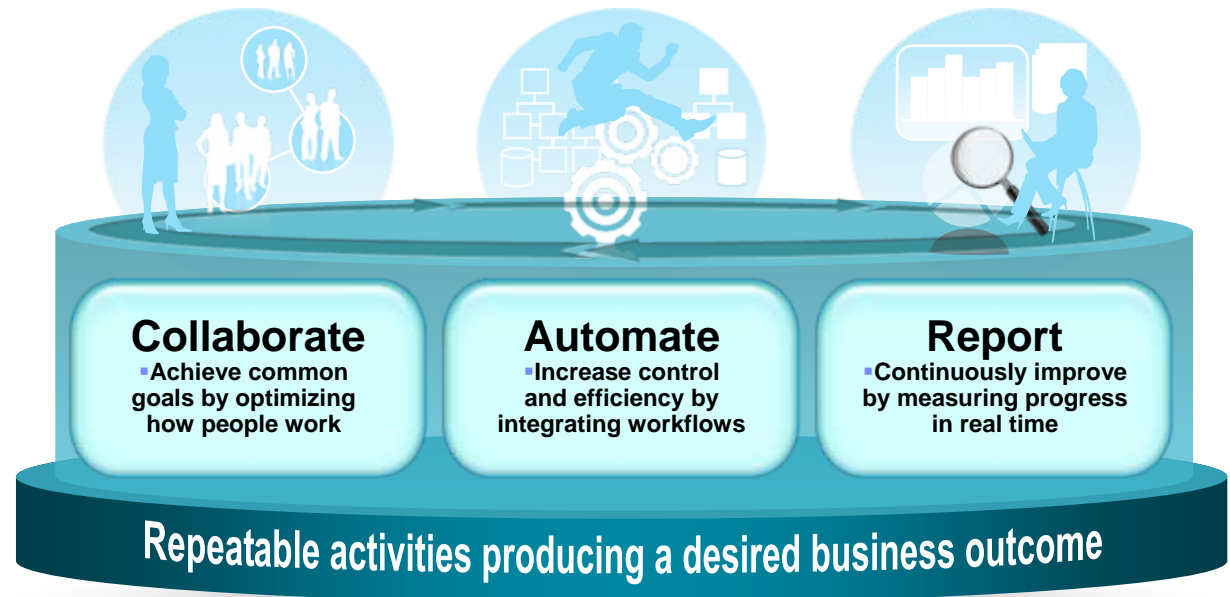 Collaborate
▪Achieve common
goals by optimizing
how people work
Automate
▪Increase control
and efficiency by
integrating workflows
Report
▪Continuously improve
by measuring progress
in real time
Repeatable activities producing a desired business outcome